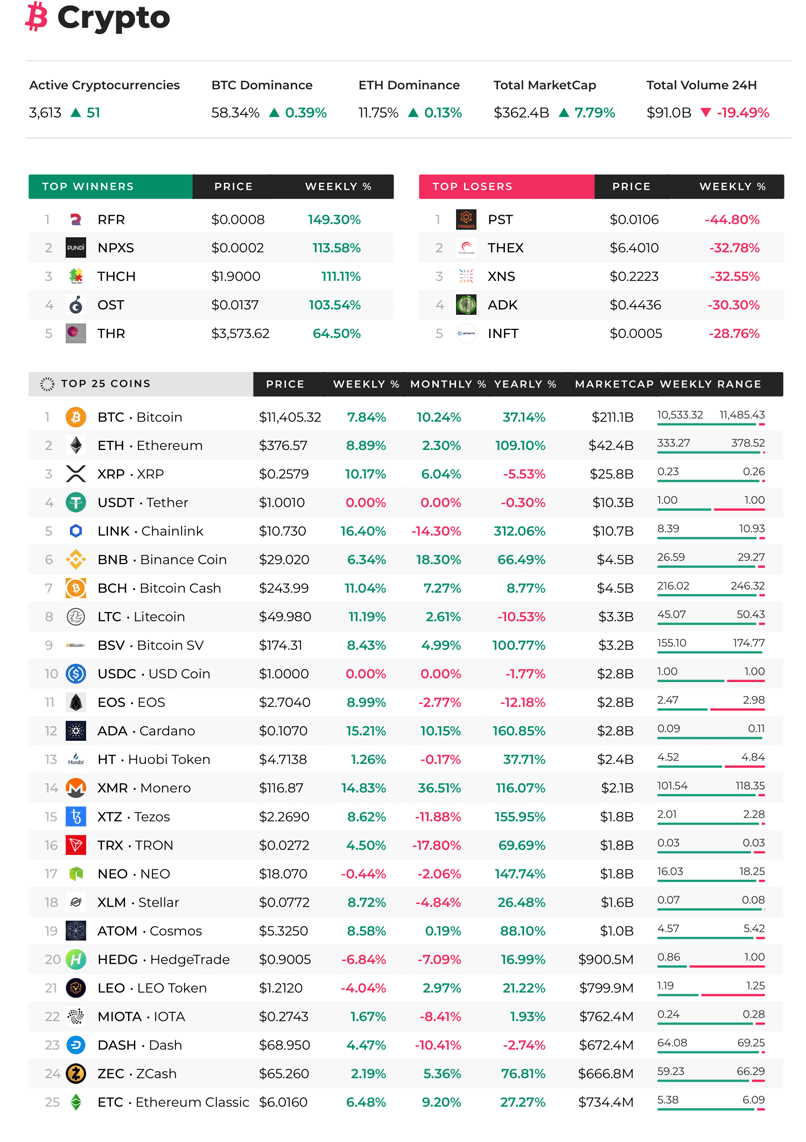 Crypto
Active Cryptocurrencies BTC Dominance ETH Dominance Total MarketCap Total Volume 24H
3,613 ▲ 51 58.34% ▲ 0.39% 11.75% ▲ 0.13% $362.4B ▲ 7.79% $91.0B ▼ -19.49%
TOP WINNERS PRICE WEEKLY %
1 RFR $0.0008 149.30%
2 NPXS $0.0002 113.58%
3 THCH $1.9000 111.11%
4 OST $0.0137 103.54%
5 THR $3,573.62 64.50%
TOP LOSERS PRICE WEEKLY %
1 PST $0.0106 -44.80%
2 THEX $6.4010 -32.78%
3 XNS $0.2223 -32.55%
4 ADK $0.4436 -30.30%
5 INFT $0.0005 -28.76%
TOP 25 COINS PRICE WEEKLY % MONTHLY % YEARLY % MARKETCAP WEEKLY RANGE
1 BTC · Bitcoin $11,405.32 7.84% 10.24% 37.14% $211.1B 10,533.32 11,485.43
2 ETH · Ethereum $376.57 8.89% 2.30% 109.10% $42.4B 333.27 378.52
3 XRP · XRP $0.2579 10.17% 6.04% -5.53% $25.8B 0.23 0.26
4 USDT · Tether $1.0010 0.00% 0.00% -0.30% $10.3B 1.00 1.00
5 LINK · Chainlink $10.730 16.40% -14.30% 312.06% $10.7B 8.39 10.93
6 BNB · Binance Coin $29.020 6.34% 18.30% 66.49% $4.5B 26.59 29.27
7 BCH · Bitcoin Cash $243.99 11.04% 7.27% 8.77% $4.5B 216.02 246.32
8 LTC · Litecoin $49.980 11.19% 2.61% -10.53% $3.3B 45.07 50.43
9 BSV · Bitcoin SV $174.31 8.43% 4.99% 100.77% $3.2B 155.10 174.77
10 USDC · USD Coin $1.0000 0.00% 0.00% -1.77% $2.8B 1.00 1.00
11 EOS · EOS $2.7040 8.99% -2.77% -12.18% $2.8B 2.47 2.98
12 ADA · Cardano $0.1070 15.21% 10.15% 160.85% $2.8B 0.09 0.11
13 HT · Huobi Token $4.7138 1.26% -0.17% 37.71% $2.4B 4.52 4.84
14 XMR · Monero $116.87 14.83% 36.51% 116.07% $2.1B 101.54 118.35
15 XTZ · Tezos $2.2690 8.62% -11.88% 155.95% $1.8B 2.01 2.28
16 TRX · TRON $0.0272 4.50% -17.80% 69.69% $1.8B 0.03 0.03
17 NEO · NEO $18.070 -0.44% -2.06% 147.74% $1.8B 16.03 18.25
18 XLM · Stellar $0.0772 8.72% -4.84% 26.48% $1.6B 0.07 0.08
19 ATOM · Cosmos $5.3250 8.58% 0.19% 88.10% $1.0B 4.57 5.42
20 HEDG · HedgeTrade $0.9005 -6.84% -7.09% 16.99% $900.5M 0.86 1.00
21 LEO · LEO Token $1.2120 -4.04% 2.97% 21.22% $799.9M 1.19 1.25
22 MIOTA · IOTA $0.2743 1.67% -8.41% 1.93% $762.4M 0.24 0.28
23 DASH · Dash $68.950 4.47% -10.41% -2.74% $672.4M 64.08 69.25
24 ZEC · ZCash $65.260 2.19% 5.36% 76.81% $666.8M 59.23 66.29
25 ETC · Ethereum Classic $6.0160 6.48% 9.20% 27.27% $734.4M 5.38 6.09